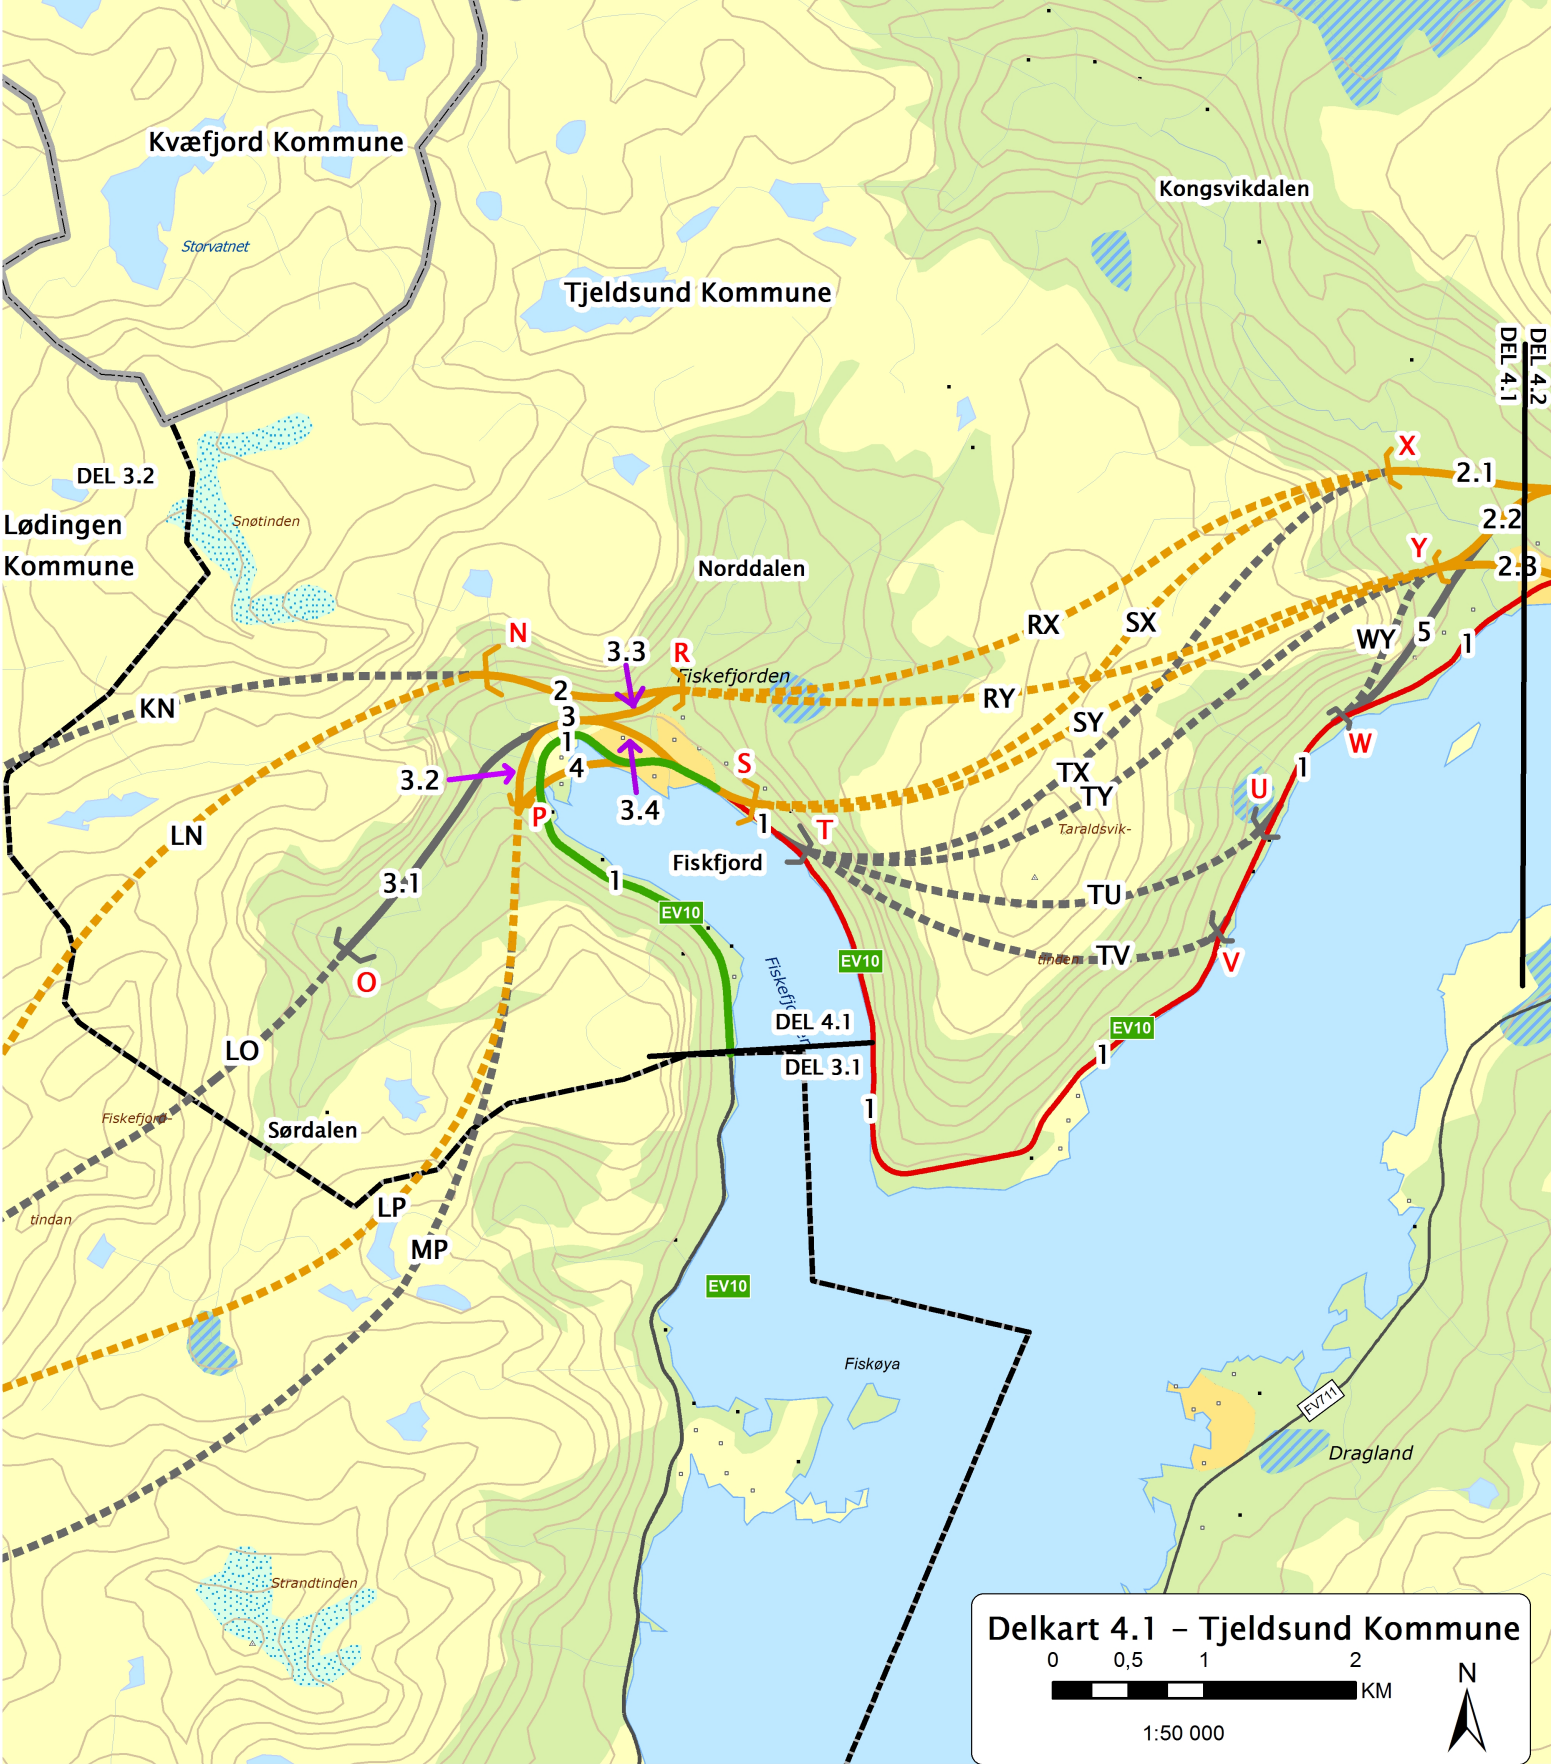 Kvæfjord Kommune
Kongsvikdalen
Storvatnet
Tjeldsund Kommune
DEL 4.1
DEL 4.2
X
DEL 3.2
2.1
Lødingen
Kommune
Snøtinden
2.2
Y
Norddalen
2.3
N
RX
SX
WY
5
1
3.3
R
Fiskefjorden
KN
2
RY
3
SY
1
W
4
S
TX
1
3.2
TY
U
LN
3.4
P
1
T
Taraldsvik-
Fiskfjord
3.1
1
TU
EV10
TV
tinden
EV10
V
O
DEL 4.1
EV10
LO
1
DEL 3.1
Fiskefjord-
1
Sørdalen
LP
tindan
MP
EV10
Fiskøya
FV711
Dragland
Strandtinden
Delkart 4.1 – Tjeldsund Kommune
0 0,5 1 2
KM
N
1:50 000